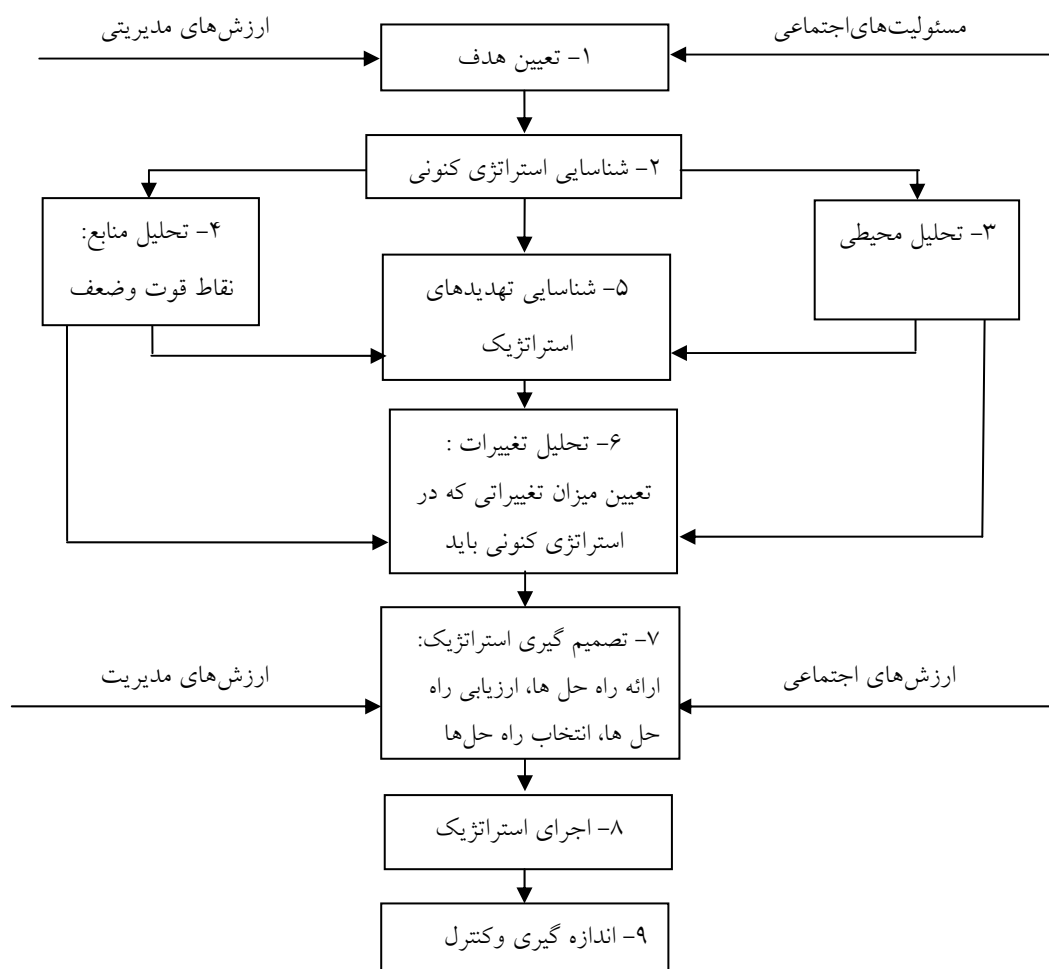 مسئولیت‌های‌اجتماعی
ارزش‌های مدیریتی
۱- تعیین هدف
۲- شناسایی استراتژی کنونی
۳- تحلیل محیطی
۴- تحلیل منابع:
نقاط قوت وضعف
۵- شناسایی تهدیدهای
استراتژیک
۶- تحلیل تغییرات :
تعیین میزان تغییراتی که در
استراتژی کنونی باید
۷- تصمیم گیری استراتژیک:
ارائه راه حل ها، ارزیابی راه
حل ها، انتخاب راه حل‌ها
ارزش‌های اجتماعی
ارزش‌های مدیریت
۸- اجرای استراتژیک
۹- اندازه گیری وکنترل